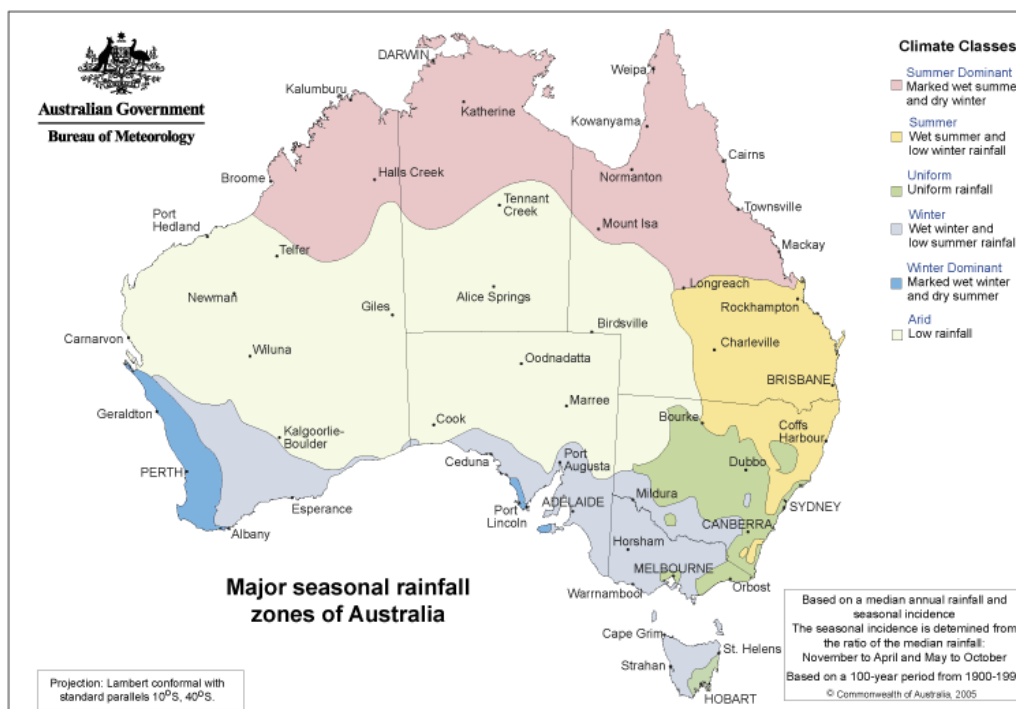 Australian Government
Bureau of Meteorology
Climate Classes
Summer Dominant
Marked wet summe
and dry winter
Summer
Wet summer and
low winter rainfall
Uniform
Uniform rainfall
Winter
Wet winter and
low summer rainfal
Winter Dominant
Marked wet winter
and dry summer
Arid
Low rainfall
DARWIN
Weipa
Kalumburu
Katherine
Kowanyama
Cairns
Broome
Halls Creek
Normanton
Tennant
Creek
Townsville
Port
Hedland
Mount Isa
Mackay
Telfer
Longreach
Newman
Alice Springs
Rockhampton
Giles
Birdsville
Carnarvon
Charleville
Wiluna
Oodnadatta
BRISBANE
Marree
Geraldton
Cook
Bourke
Coffs
Harbour
Kalgoorlie-
Boulder
Ceduna
Port
Augusta
Dubbo
PERTH
Mildura
SYDNEY
Esperance
Port
Lincoln
ADELAIDE
CANBERRA
Albany
Horsham
MELBOURNE
Orbost
Warrnambool
Major seasonal rainfall
zones of Australia
Cape Grim
St. Helens
Strahan
HOBART
Based on a median annual rainfall and
seasonal incidence
The seasonal incidence is detemined from
the ratio of the median rainfall:
November to April and May to October
Based on a 100-year period from 1900-199
© Commonwealth of Australia, 2005
Projection: Lambert conformal with
standard parallels 10°S, 40°S.